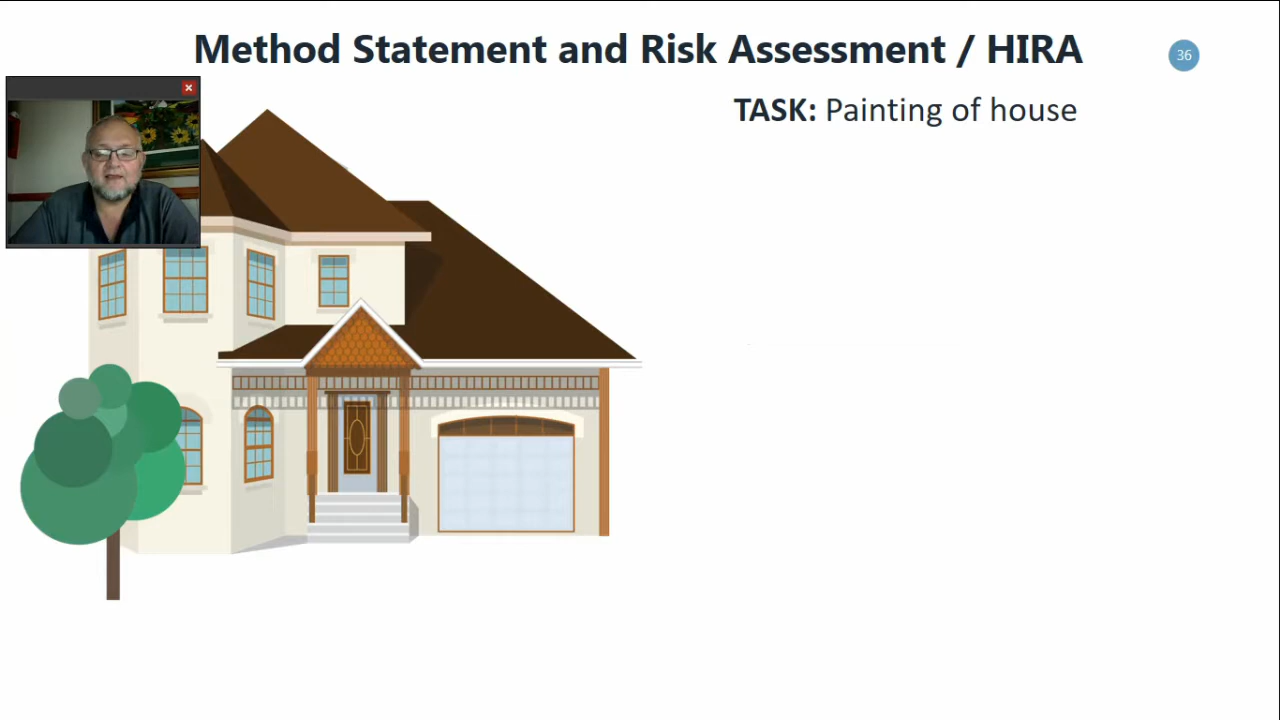 Method Statement and Risk Assessment / HIRA
36
TASK: Painting of house